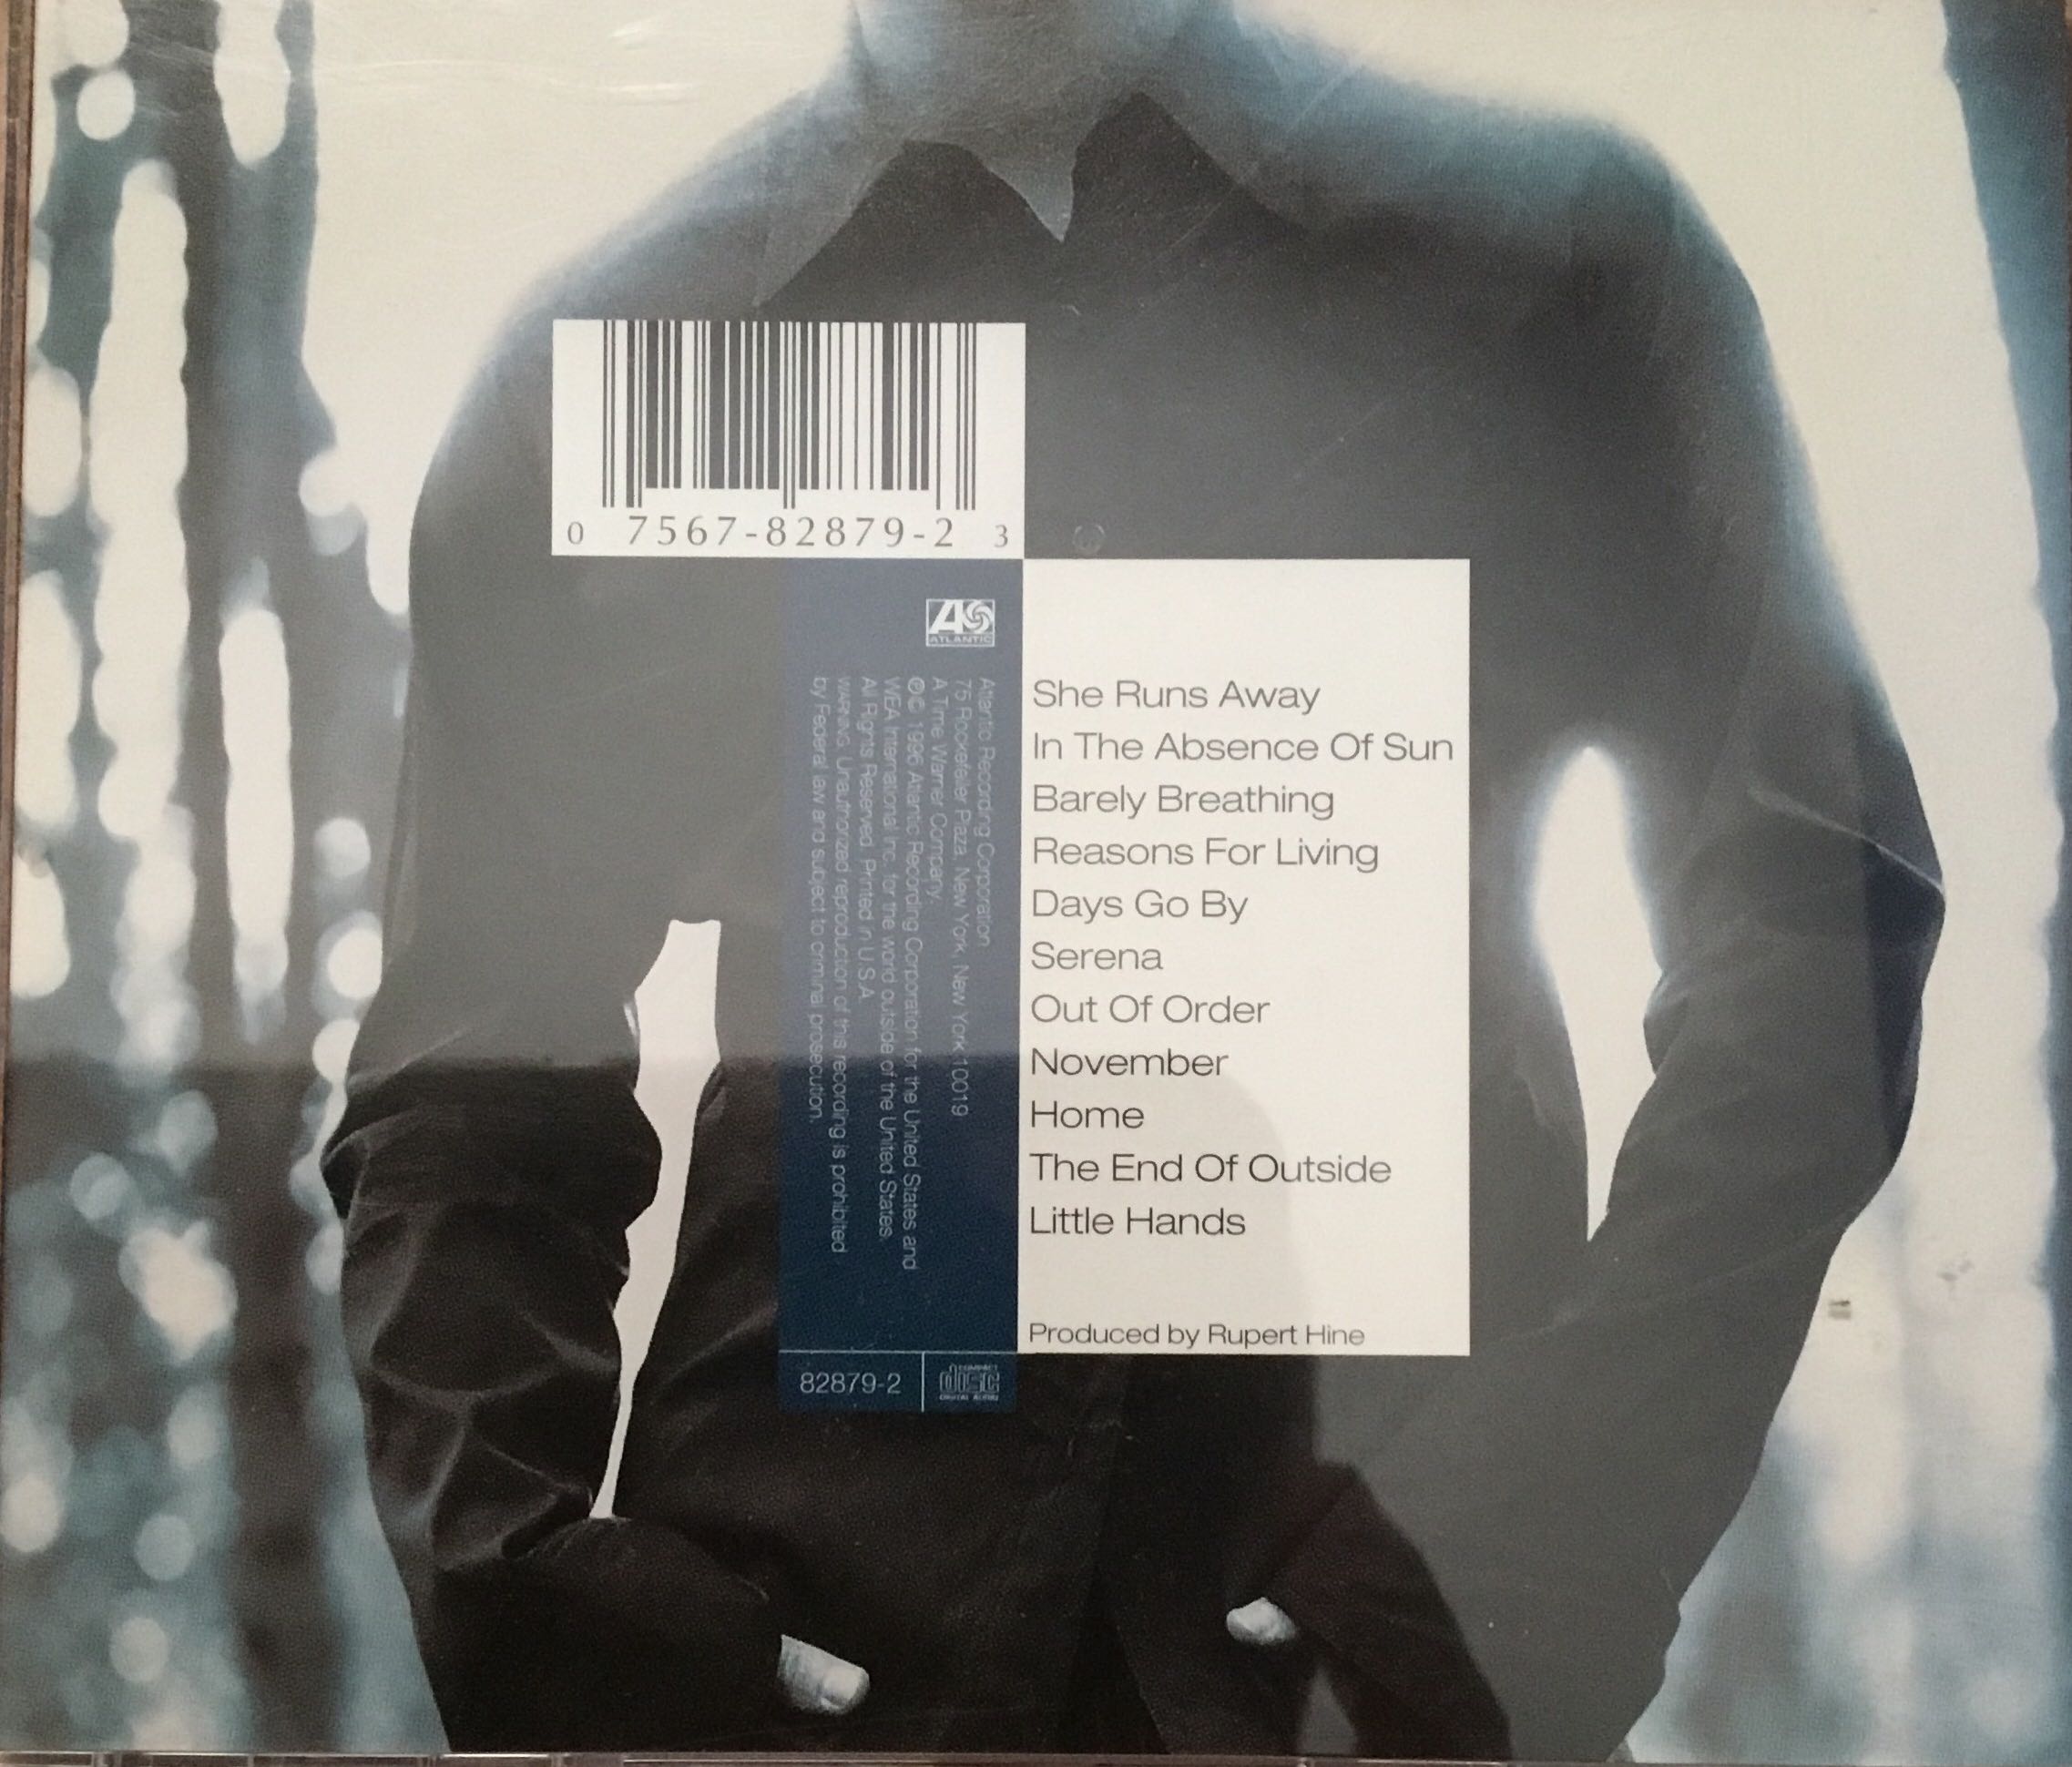 0 7567-82879-2 3
ATLANTIC
Atlantic Recording Corporation
75 Rockefeller Plaza, New York, New York 10019
A Time Warner Company.
℗© 1996 Atlantic Recording Corporation for the United States and
WEA International Inc. for the world outside of the United States.
All Rights Reserved. Printed in U.S.A.
WARNING: Unauthorized reproduction of this recording is prohibited
by Federal law and subject to criminal prosecution.
She Runs Away
In The Absence Of Sun
Barely Breathing
Reasons For Living
Days Go By
Serena
Out Of Order
November
Home
The End Of Outside
Little Hands
Produced by Rupert Hine
82879-2
COMPACT
disc
DIGITAL AUDIO